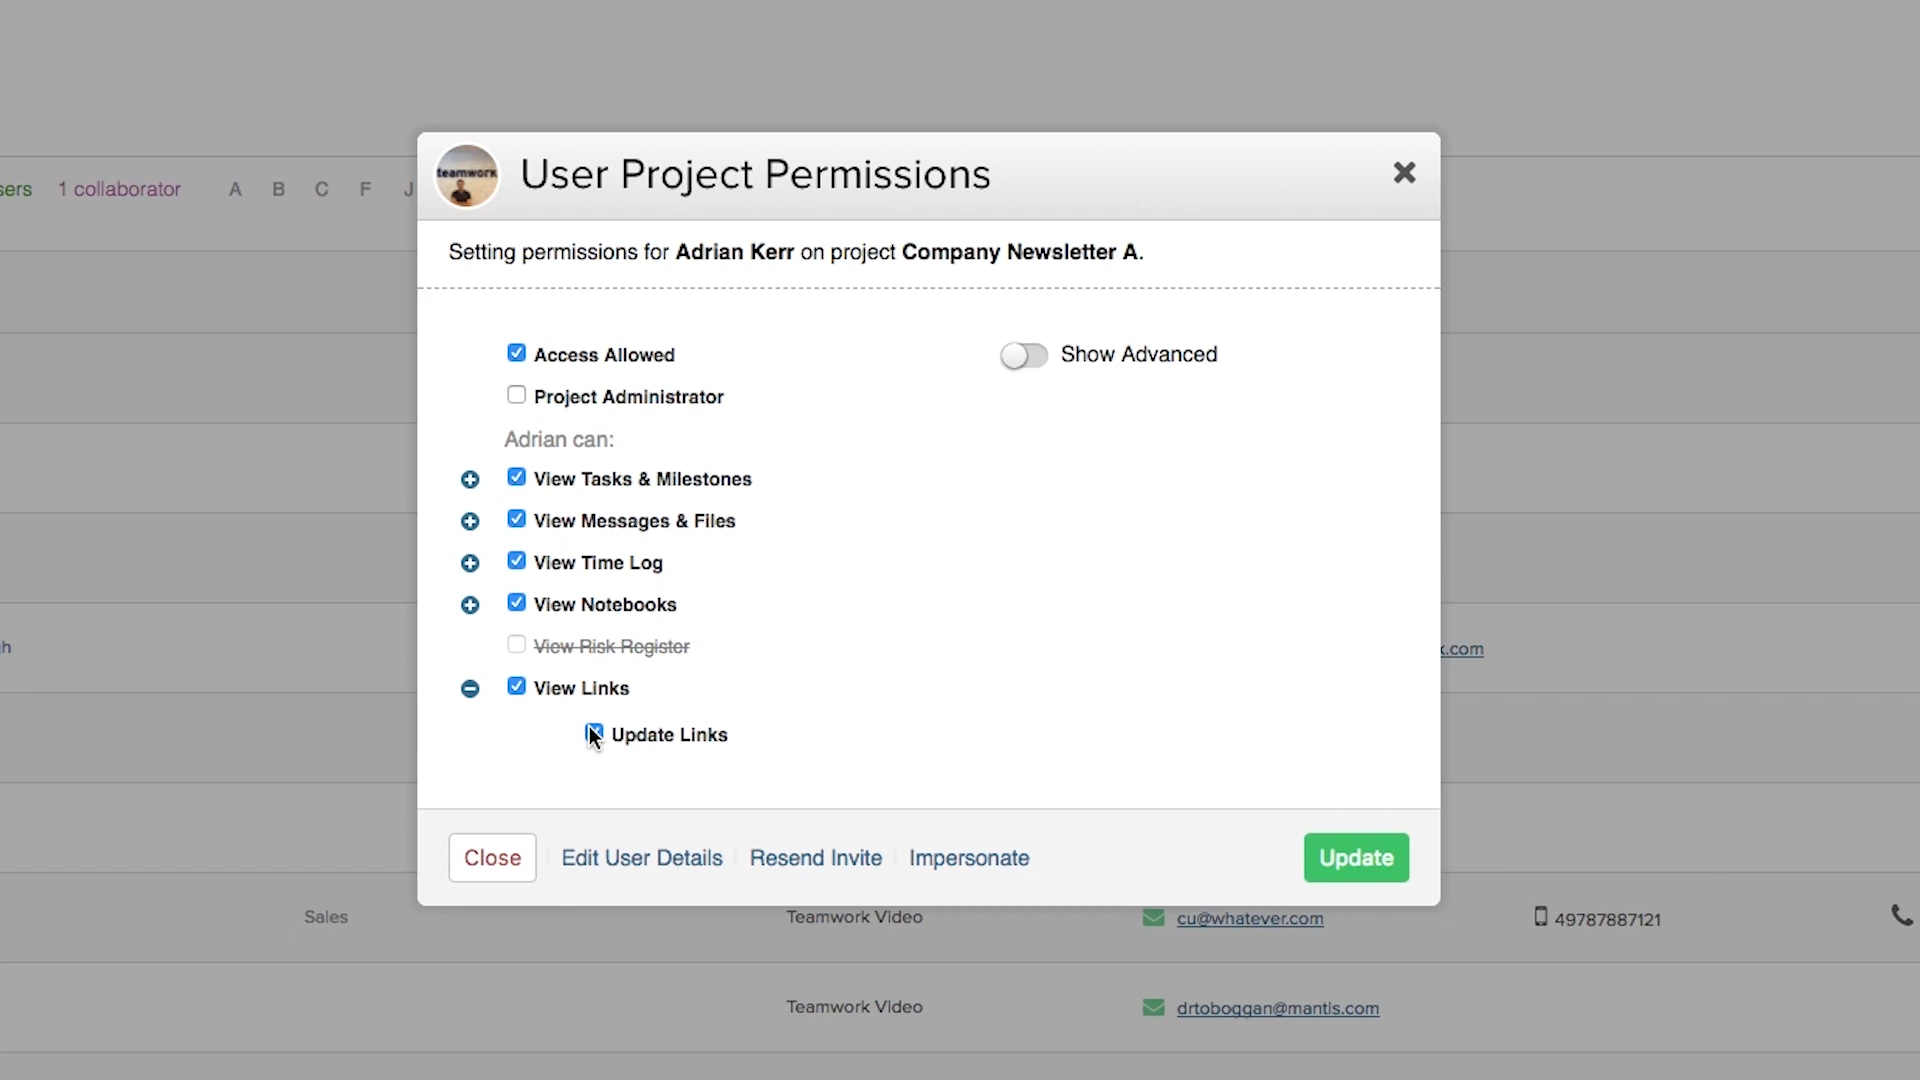 User Project Permissions
teamwork
1 collaborator A B C F J
Setting permissions for Adrian Kerr on project Company Newsletter A.
Access Allowed
Show Advanced
Project Administrator
Adrian can:
View Tasks & Milestones
View Messages & Files
View Time Log
View Notebooks
View Risk Register
View Links
Update Links
Close
Edit User Details
Resend Invite
Impersonate
Update
Sales
Teamwork Video
cu@whatever.com
49787887121
Teamwork Video
drtoboggan@mantis.com